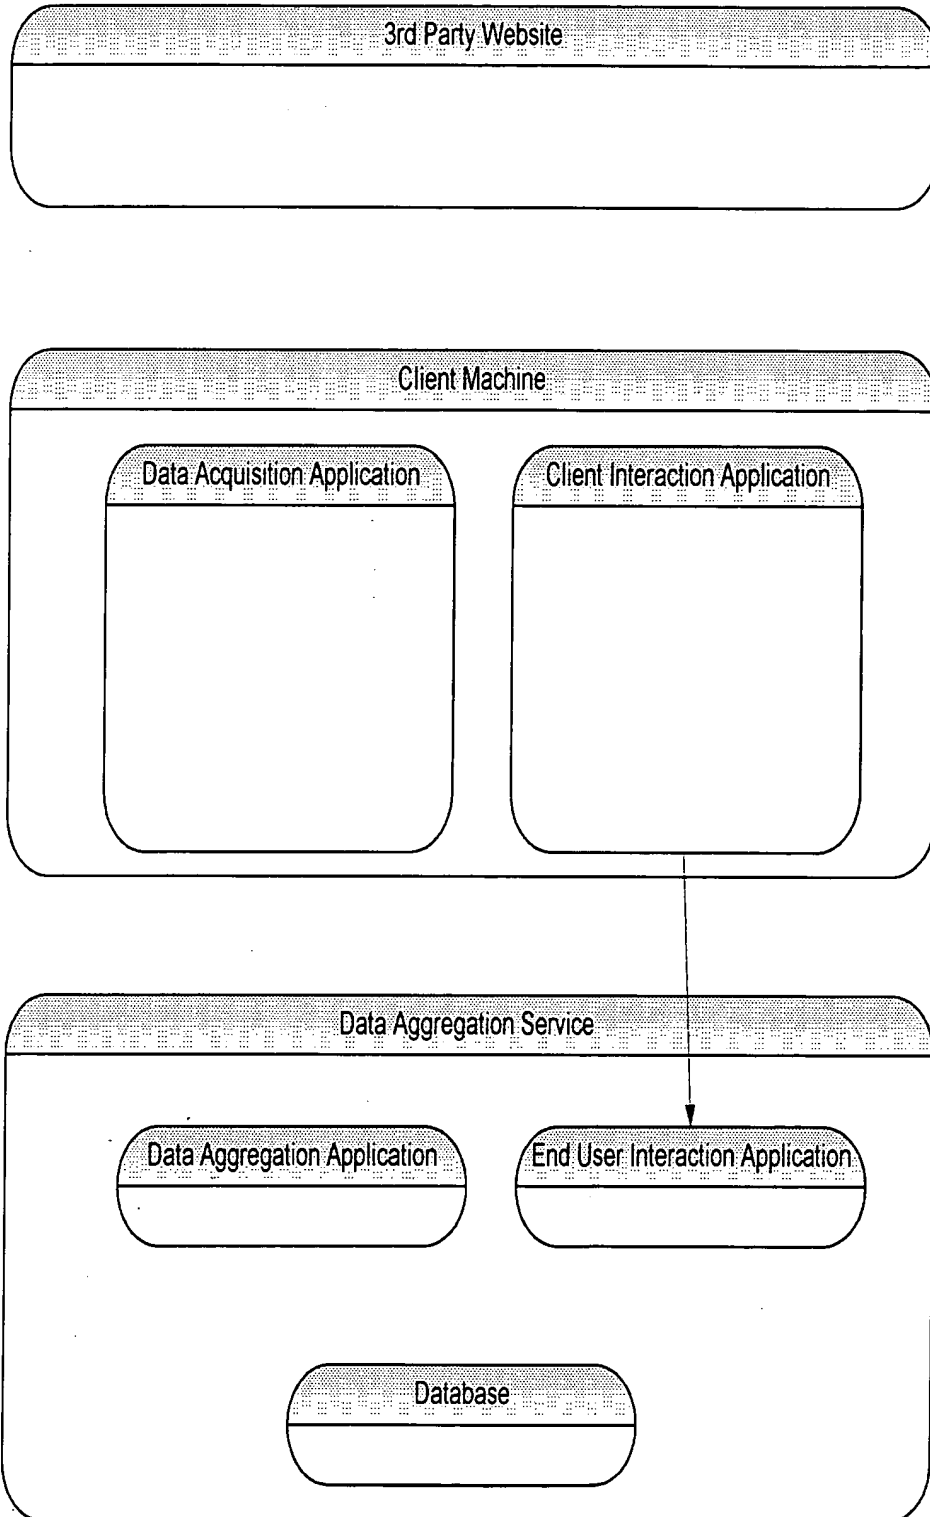 3rd Party Website
Client Machine
Data Acquisition Application
Client Interaction Application
Data Aggregation Service
Data Aggregation Application
End User Interaction Application
Database